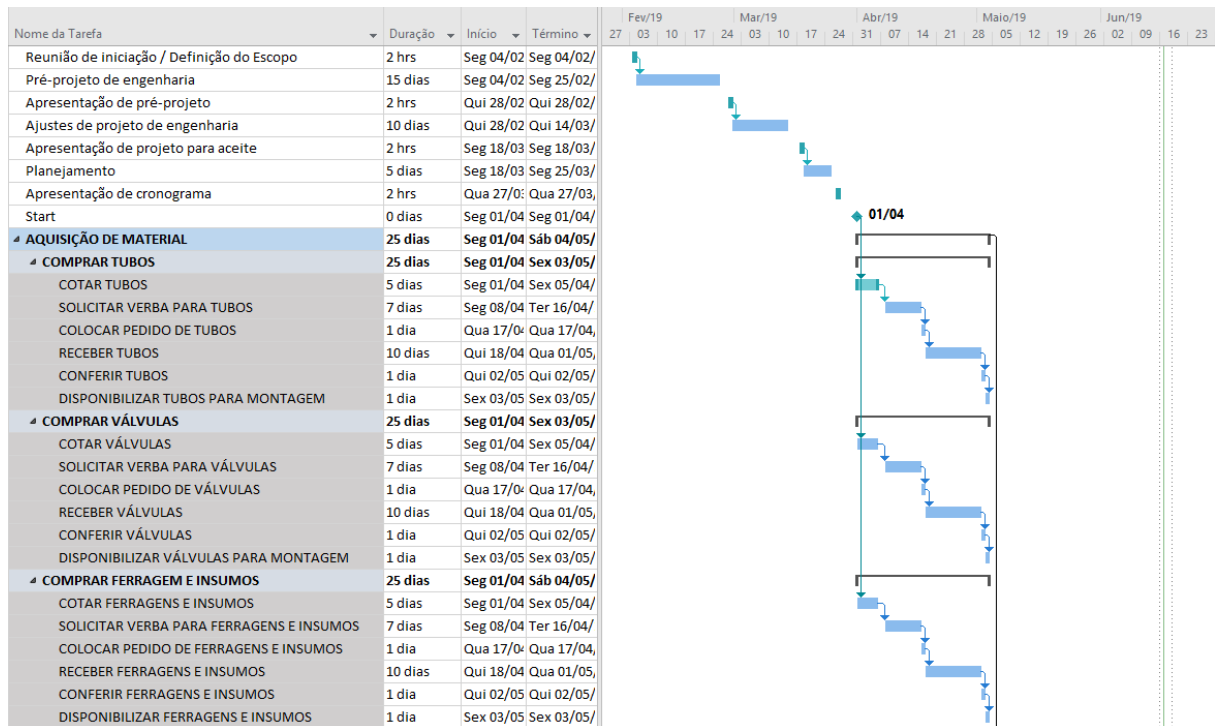 Fev/19 Mar/19 Abr/19 Maio/19 Jun/19
Nome da Tarefa Duração Início Término 27 03 10 17 24 03 10 17 24 31 07 14 21 28 05 12 19 26 02 09 16 23
Reunião de iniciação / Definição do Escopo 2 hrs Seg 04/02 Seg 04/02/
Pré-projeto de engenharia 15 dias Seg 04/02 Seg 25/02/
Apresentação de pré-projeto 2 hrs Qui 28/02 Qui 28/02/
Ajustes de projeto de engenharia 10 dias Qui 28/02 Qui 14/03/
Apresentação de projeto para aceite 2 hrs Seg 18/03 Seg 18/03/
Planejamento 5 dias Seg 18/03 Seg 25/03/
Apresentação de cronograma 2 hrs Qua 27/0 Qua 27/03,
Start 0 dias Seg 01/04 Seg 01/04/ 01/04
AQUISIÇÃO DE MATERIAL 25 dias Seg 01/04 Sáb 04/05/
COMPRAR TUBOS 25 dias Seg 01/04 Sex 03/05/
COTAR TUBOS 5 dias Seg 01/04 Sex 05/04/
SOLICITAR VERBA PARA TUBOS 7 dias Seg 08/04 Ter 16/04/
COLOCAR PEDIDO DE TUBOS 1 dia Qua 17/0 Qua 17/04,
RECEBER TUBOS 10 dias Qui 18/04 Qua 01/05,
CONFERIR TUBOS 1 dia Qui 02/05 Qui 02/05/
DISPONIBILIZAR TUBOS PARA MONTAGEM 1 dia Sex 03/05 Sex 03/05/
COMPRAR VÁLVULAS 25 dias Seg 01/04 Sex 03/05/
COTAR VÁLVULAS 5 dias Seg 01/04 Sex 05/04/
SOLICITAR VERBA PARA VÁLVULAS 7 dias Seg 08/04 Ter 16/04/
COLOCAR PEDIDO DE VÁLVULAS 1 dia Qua 17/0 Qua 17/04,
RECEBER VÁLVULAS 10 dias Qui 18/04 Qua 01/05,
CONFERIR VÁLVULAS 1 dia Qui 02/05 Qui 02/05/
DISPONIBILIZAR VÁLVULAS PARA MONTAGEM 1 dia Sex 03/05 Sex 03/05/
COMPRAR FERRAGEM E INSUMOS 25 dias Seg 01/04 Sáb 04/05/
COTAR FERRAGENS E INSUMOS 5 dias Seg 01/04 Sex 05/04/
SOLICITAR VERBA PARA FERRAGENS E INSUMOS 7 dias Seg 08/04 Ter 16/04/
COLOCAR PEDIDO DE FERRAGENS E INSUMOS 1 dia Qua 17/0 Qua 17/04,
RECEBER FERRAGENS E INSUMOS 10 dias Qui 18/04 Qua 01/05,
CONFERIR FERRAGENS E INSUMOS 1 dia Qui 02/05 Qui 02/05/
DISPONIBILIZAR FERRAGENS E INSUMOS 1 dia Sex 03/05 Sex 03/05/